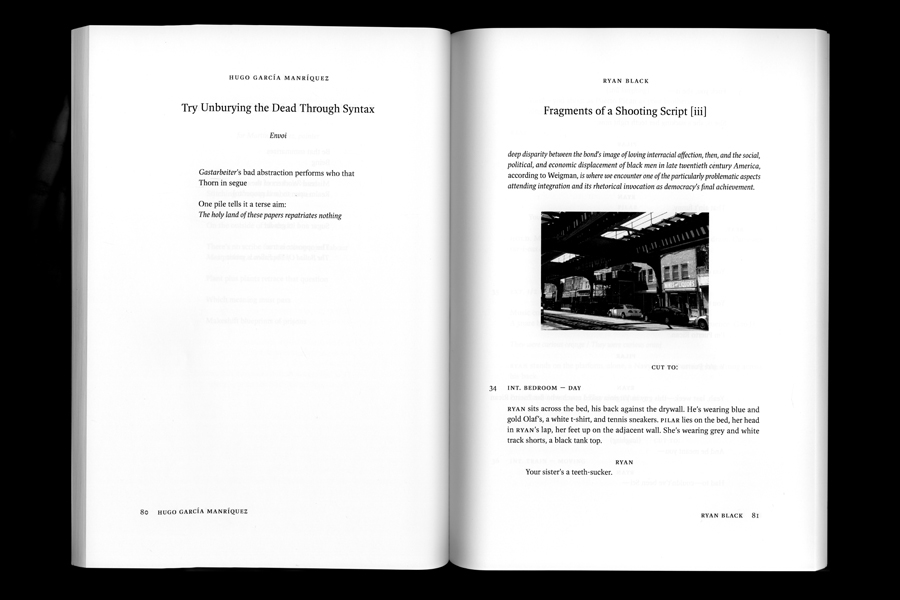 HUGO GARCÍA MANRÍQUEZ
Try Unburying the Dead Through Syntax
Envoi
Gastarbeiter's bad abstraction performs who that
Thorn in segue
One pile tells it a terse aim:
The holy land of these papers repatriates nothing
80 HUGO GARCÍA MANRÍQUEZ
RYAN BLACK
Fragments of a Shooting Script [iii]
deep disparity between the bond's image of loving interracial affection, then, and the social,
political, and economic displacement of black men in late twentieth century America,
according to Weigman, is where we encounter one of the particularly problematic aspects
attending integration and its rhetorical invocation as democracy's final achievement.
CUT TO:
34 INT. BEDROOM — DAY
RYAN sits across the bed, his back against the drywall. He's wearing blue and
gold Olaf's, a white t-shirt, and tennis sneakers. PILAR lies on the bed, her head
in RYAN's lap, her feet up on the adjacent wall. She's wearing grey and white
track shorts, a black tank top.
RYAN
Your sister's a teeth-sucker.
RYAN BLACK 81